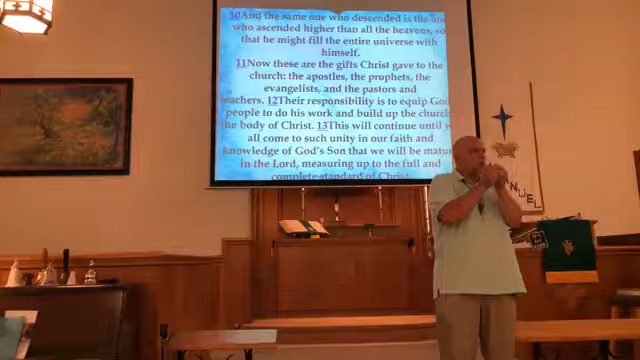 10And the same one who descended is the one
who ascended higher than all the heavens, so
that he might fill the entire universe with
himself.
11Now these are the gifts Christ gave to the
church: the apostles, the prophets, the
evangelists, and the pastors and
teachers. 12Their responsibility is to equip God
people to do his work and build up the church
the body of Christ. 13This will continue until w
all come to such unity in our faith and
knowledge of God's Son that we will be matur
in the Lord, measuring up to the full and
complete standard of Christ.
NUEL